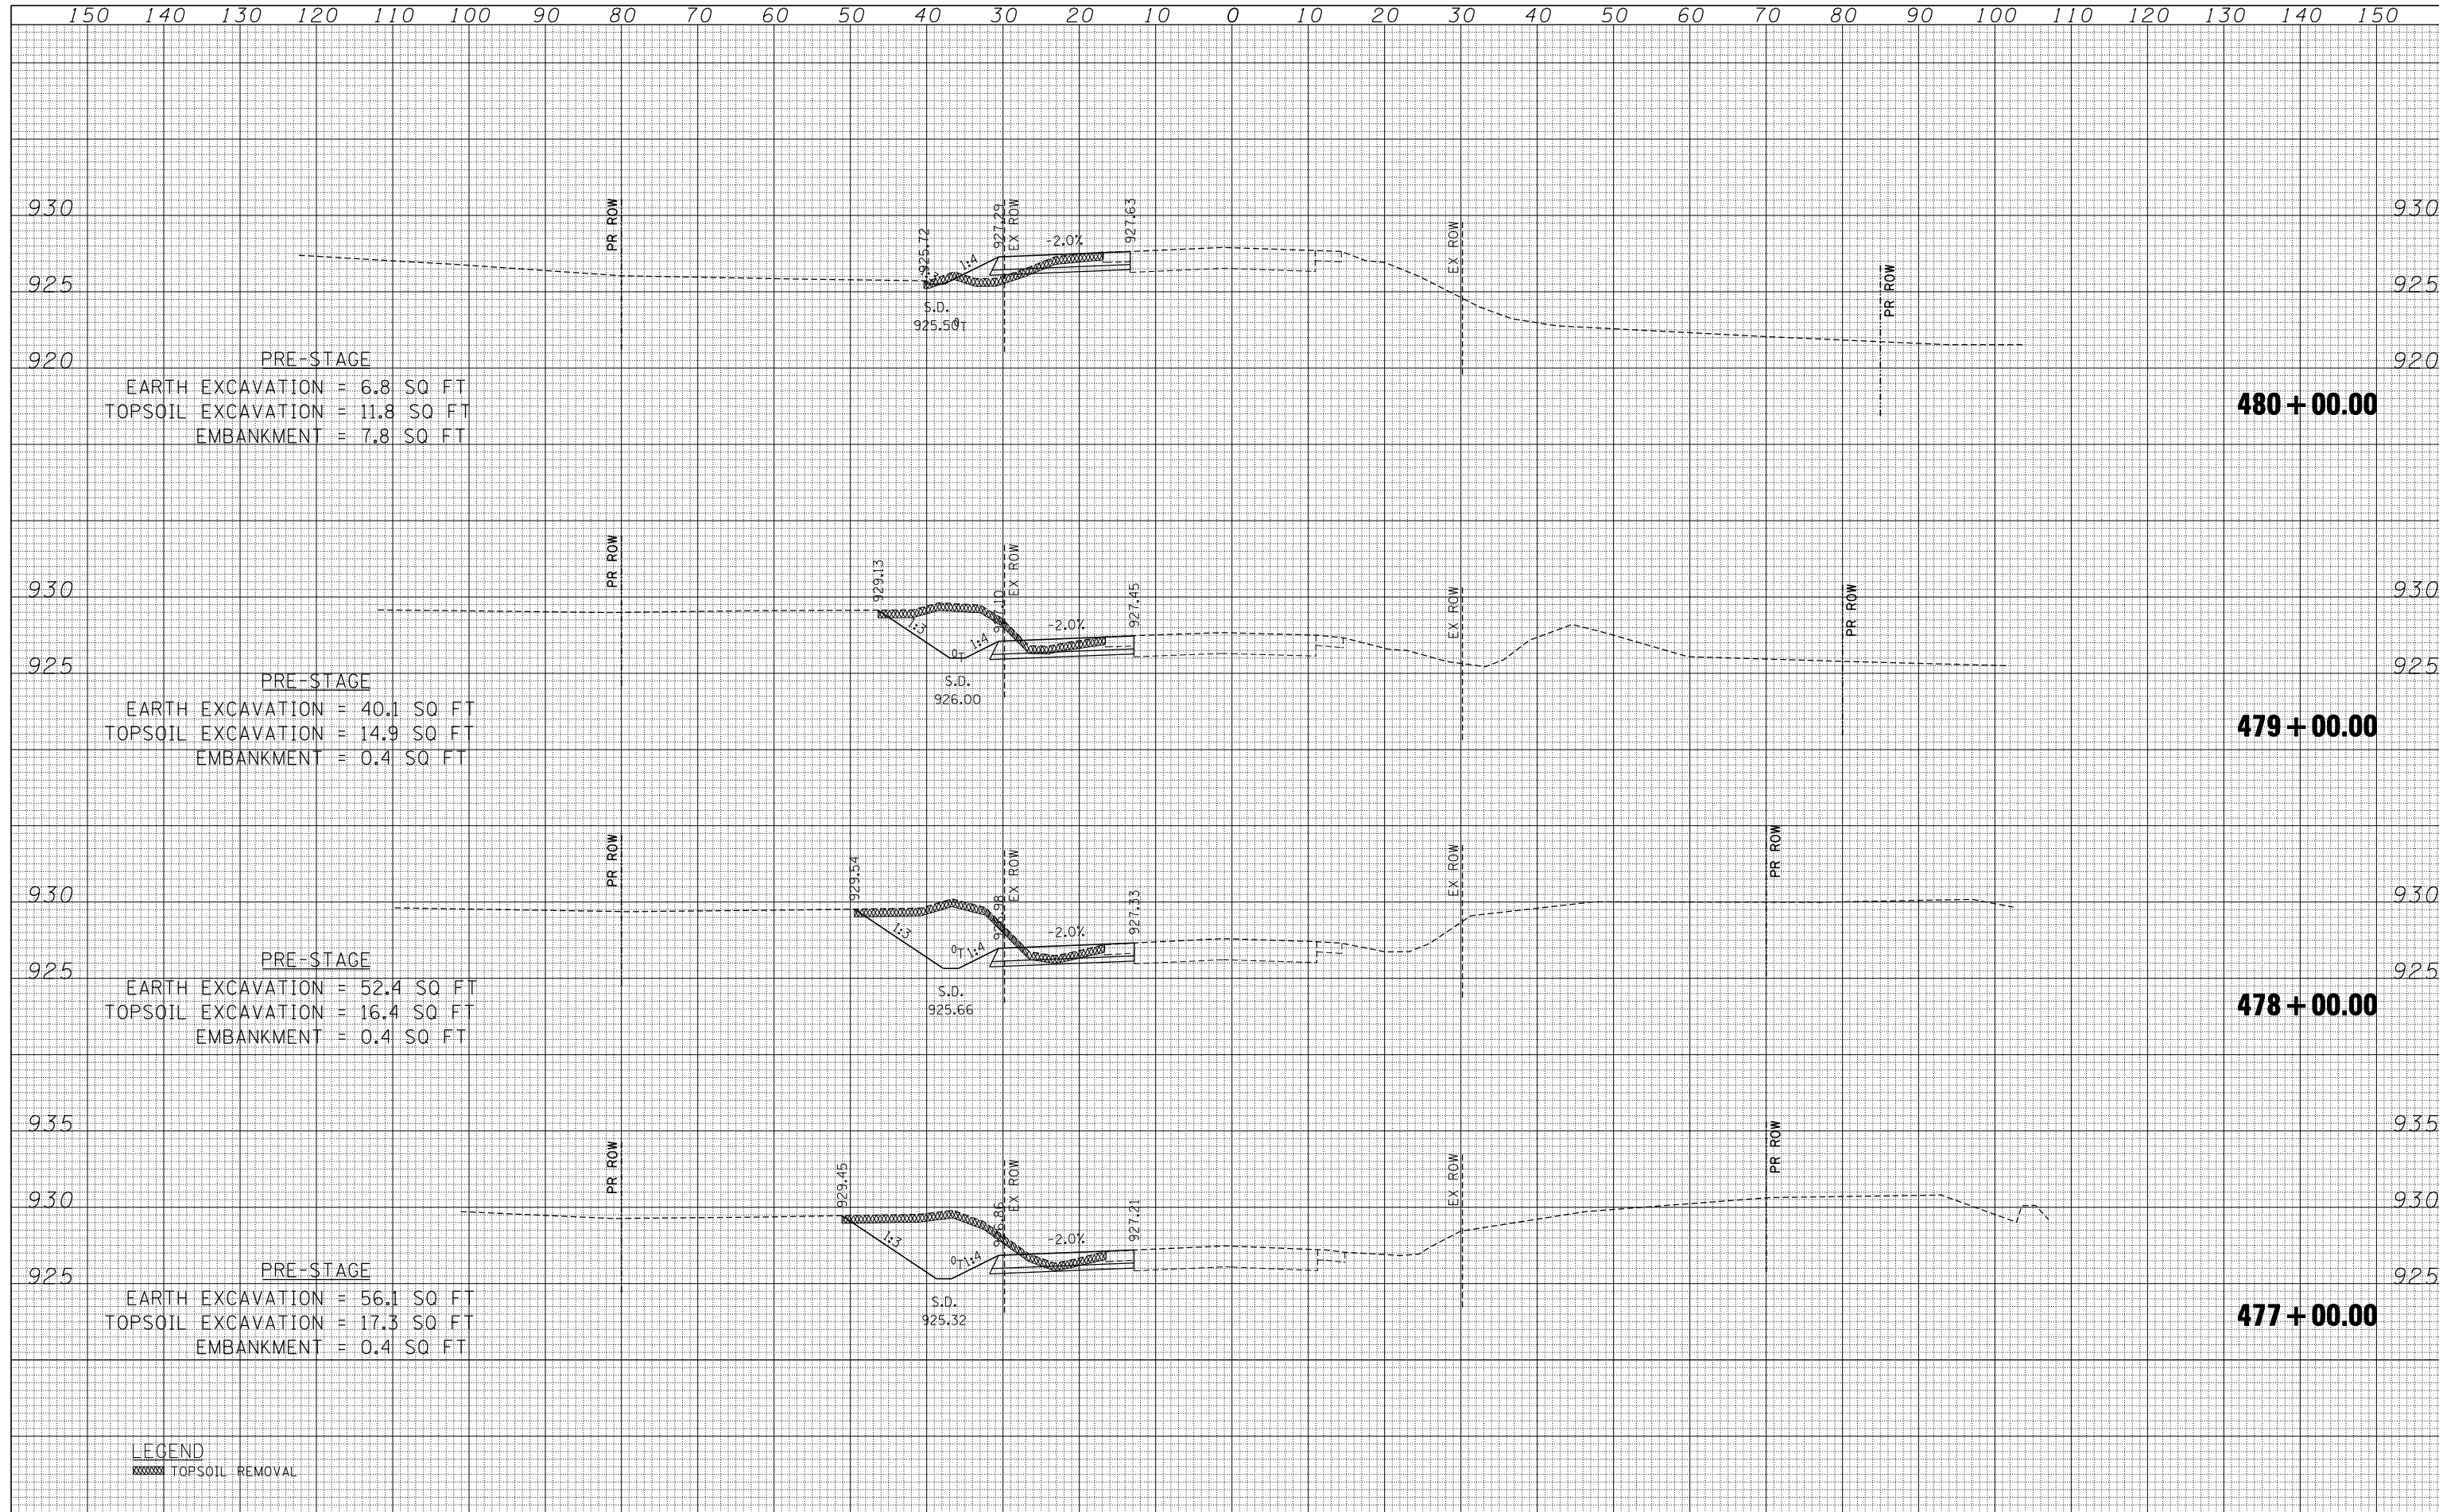 150 140 130 120 110 100 90 80 70 60 50 40 30 20 10 0 10 20 30 40 50 60 70 80 90 100 110 120 130 140 150
930 930
925 925
920 920
PR ROW
925.72
927.29
EX ROW
-2.0%
927.63
1:4
S.D.
925.50
EX ROW
PR ROW
PRE-STAGE
EARTH EXCAVATION = 6.8 SQ FT
TOPSOIL EXCAVATION = 11.8 SQ FT
EMBANKMENT = 7.8 SQ FT
480+00.00
930 930
925 925
PR ROW
929.13
EX ROW
-2.0%
927.45
1:3
1:4
S.D.
926.00
EX ROW
PR ROW
PRE-STAGE
EARTH EXCAVATION = 40.1 SQ FT
TOPSOIL EXCAVATION = 14.9 SQ FT
EMBANKMENT = 0.4 SQ FT
479+00.00
930 930
925 925
PR ROW
929.54
EX ROW
-2.0%
927.33
1:3
1:4
S.D.
925.66
EX ROW
PR ROW
PRE-STAGE
EARTH EXCAVATION = 52.4 SQ FT
TOPSOIL EXCAVATION = 16.4 SQ FT
EMBANKMENT = 0.4 SQ FT
478+00.00
935 935
930 930
925 925
PR ROW
929.45
EX ROW
-2.0%
927.21
1:3
1:4
S.D.
925.32
EX ROW
PR ROW
PRE-STAGE
EARTH EXCAVATION = 56.1 SQ FT
TOPSOIL EXCAVATION = 17.3 SQ FT
EMBANKMENT = 0.4 SQ FT
477+00.00
LEGEND
TOPSOIL REMOVAL